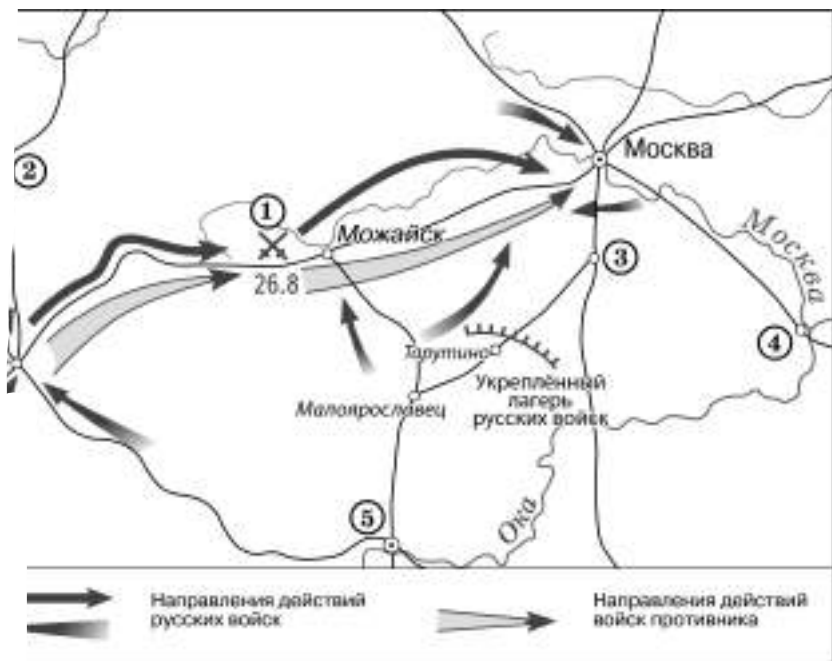 Москва
2
1
Можайск
26.8
Москва
3
4
Тарутино
Укреплённый
лагерь
русских войск
Малоярославец
5
Ока
Направления действий
русских войск
Направления действий
войск противника